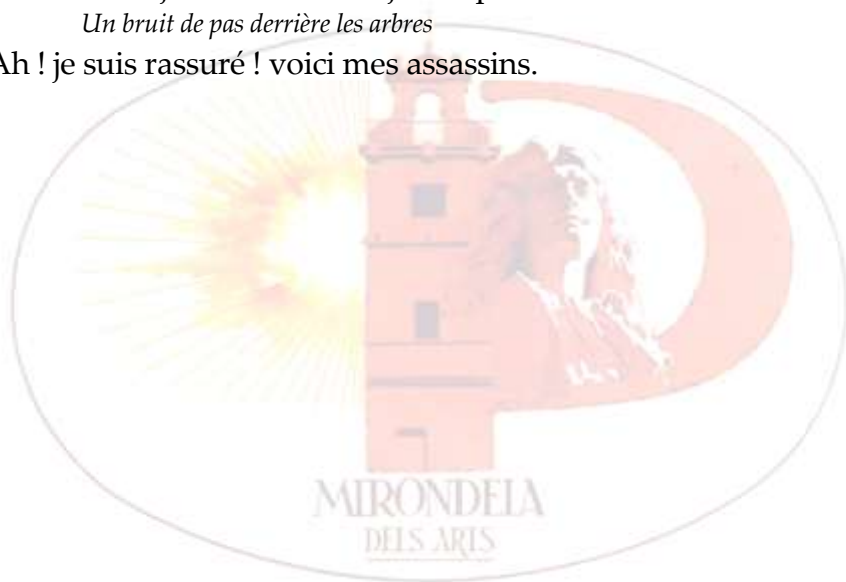 Un bruit de pas derrière les arbres
Ah ! je suis rassuré ! voici mes assassins.
MIRONDELA
DELS ARTS